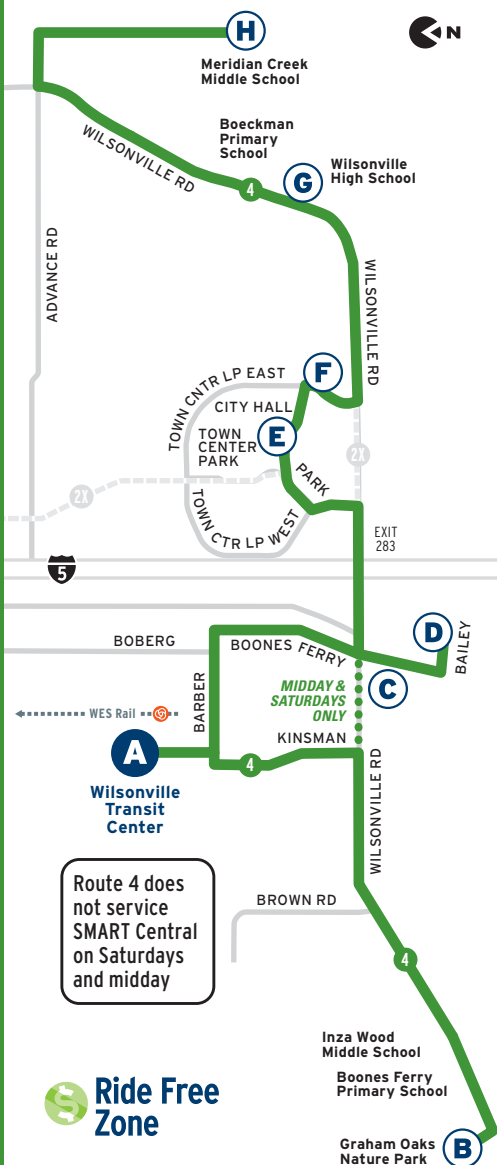 H
N
Meridian Creek
Middle School
Boeckman
Primary
School
WILSONVILLE RD
Wilsonville
High School
G
4
ADVANCE RD
WILSONVILLE RD
TOWN CNTR LP EAST
F
CITY HALL
TOWN
CENTER
PARK
E
2X
PARK
2X
TOWN CTR LP WEST
EXIT
283
5
D
BOBERG
BOONES FERRY
BAILEY
C
BARBER
MIDDAY &
SATURDAYS
ONLY
WES Rail
KINSMAN
A
4
Wilsonville
Transit
Center
WILSONVILLE RD
Route 4 does
not service
SMART Central
on Saturdays
and midday
BROWN RD
4
Inza Wood
Middle School
Boones Ferry
Primary School
S
Ride Free
Zone
Graham Oaks
Nature Park
B